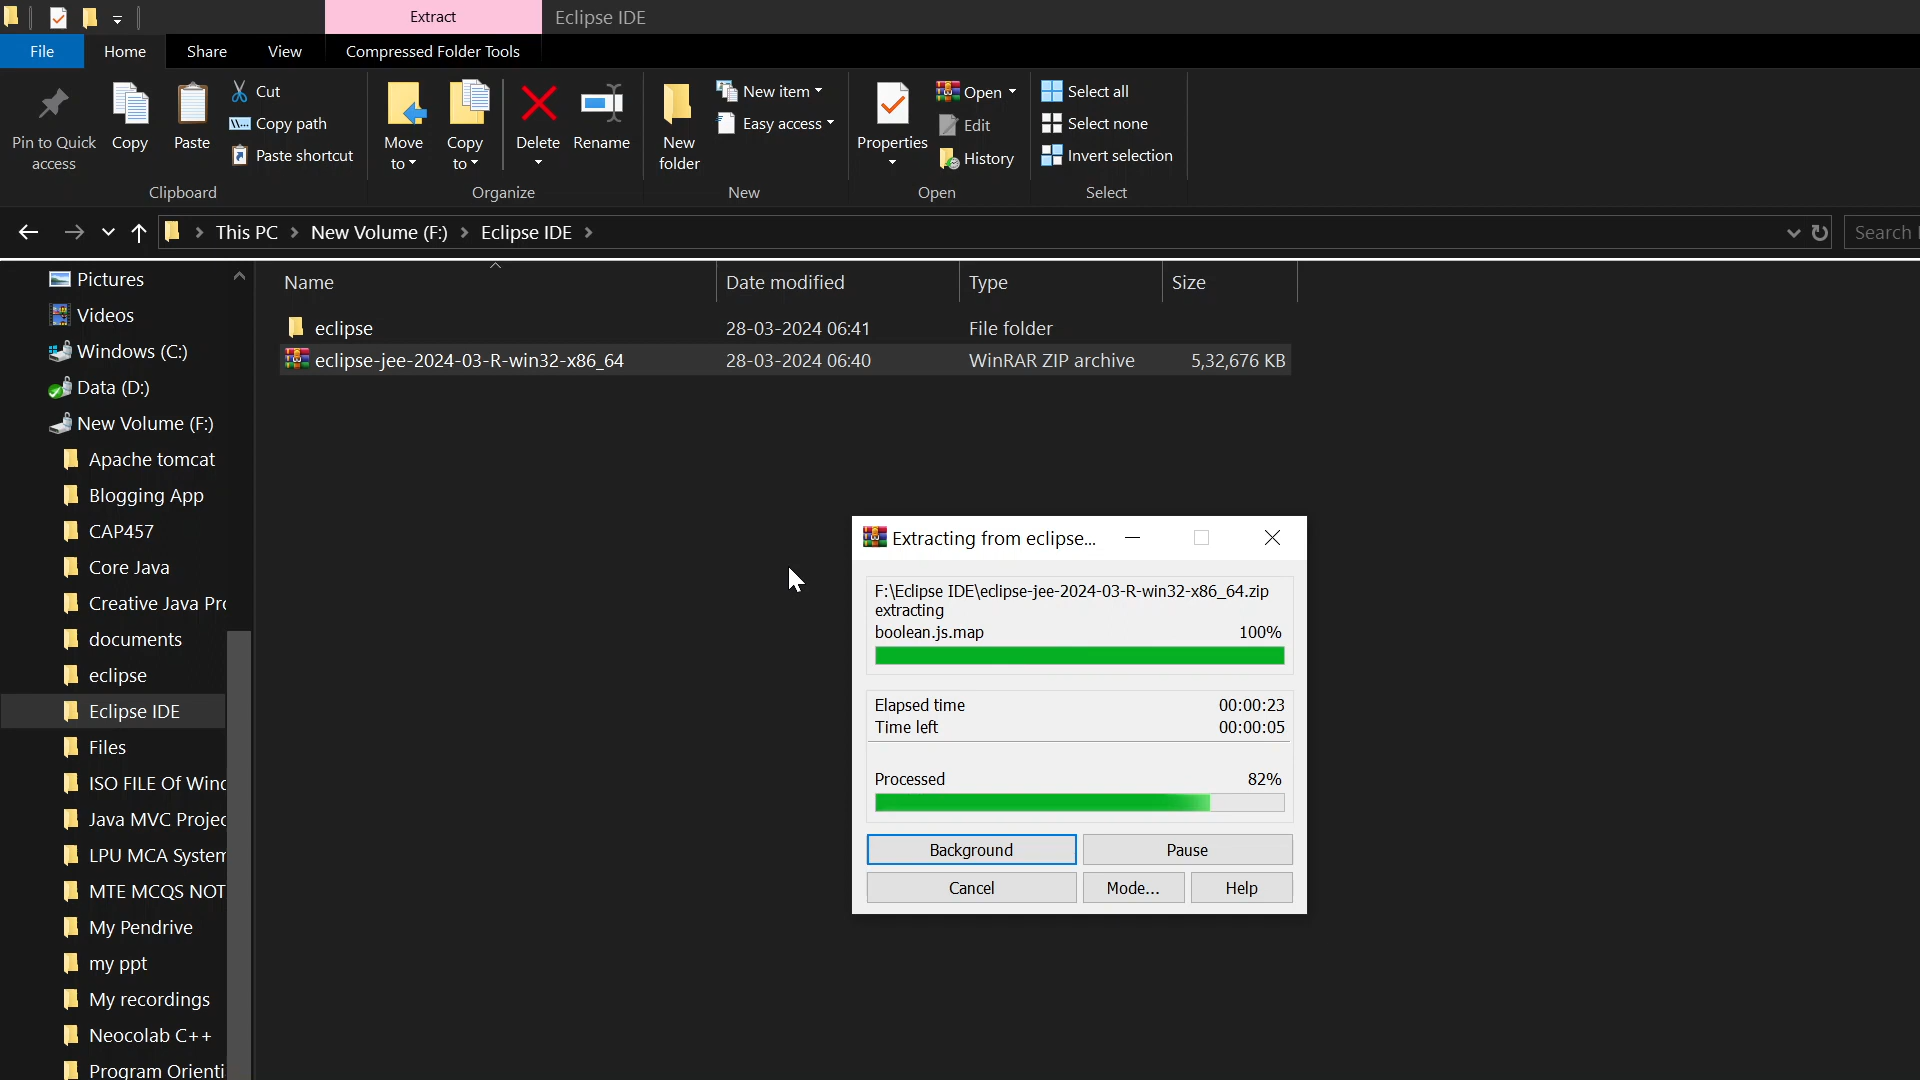 Extract
Eclipse IDE
File
Home
Share
View
Compressed Folder Tools
Pin to Quick
access
Copy
Paste
Cut
Copy path
Paste shortcut
Clipboard
Move
to
Copy
to
Delete
Rename
Organize
New
folder
New item
Easy access
New
Properties
Open
Edit
History
Open
Select all
Select none
Invert selection
Select
This PC
New Volume (F:)
Eclipse IDE
Search
Pictures
Videos
Windows (C:)
Data (D:)
New Volume (F:)
Apache tomcat
Blogging App
CAP457
Core Java
Creative Java Pro
documents
eclipse
Eclipse IDE
Files
ISO FILE Of Wind
Java MVC Projec
LPU MCA System
MTE MCQS NOT
My Pendrive
my ppt
My recordings
Neocolab C++
Program Orienti
Name Date modified Type Size
eclipse 28-03-2024 06:41 File folder
eclipse-jee-2024-03-R-win32-x86_64 28-03-2024 06:40 WinRAR ZIP archive 5,32,676 KB
Extracting from eclipse...
F:\Eclipse IDE\eclipse-jee-2024-03-R-win32-x86_64.zip
extracting
boolean.js.map 100%
Elapsed time 00:00:23
Time left 00:00:05
Processed 82%
Background
Pause
Cancel
Mode...
Help